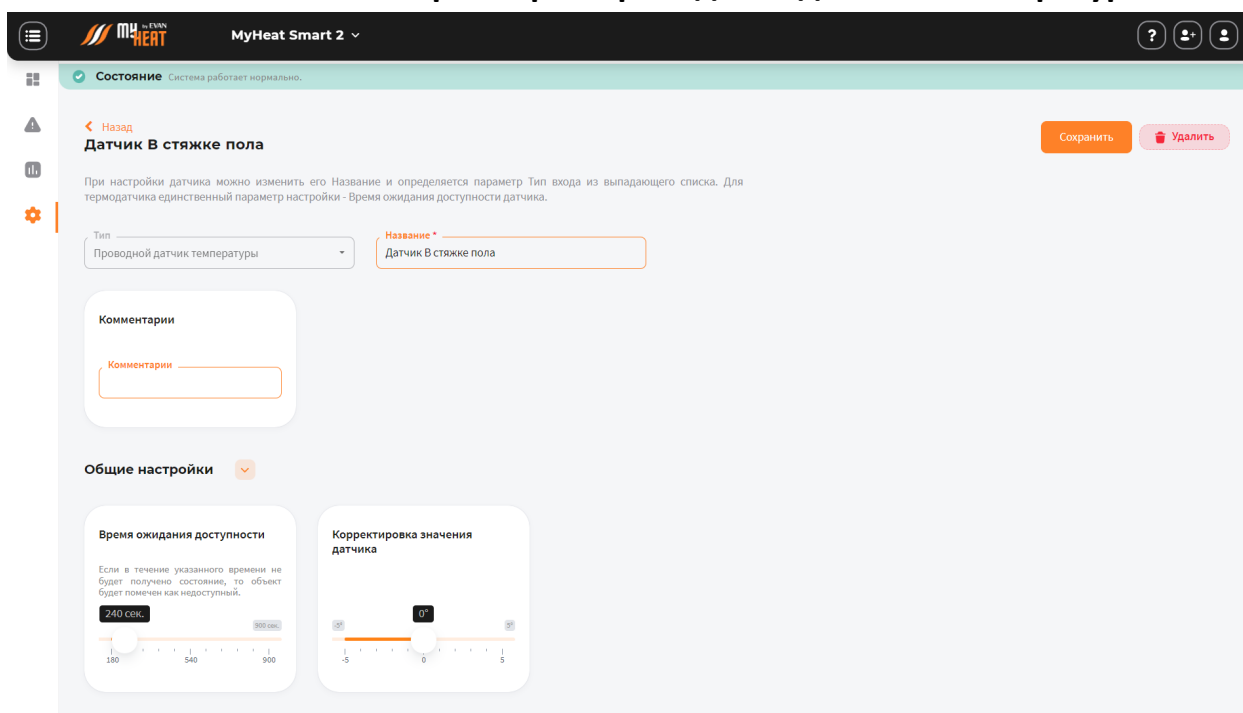 by EVAN
MYHEAT
MyHeat Smart 2
?
Состояние Система работает нормально.
Назад
Датчик В стяжке пола
Сохранить
Удалить
При настройки датчика можно изменить его Название и определяется параметр Тип входа из выпадающего списка. Для
термодатчика единственный параметр настройки - Время ожидания доступности датчика.
Тип
Название *
Проводной датчик температуры
Датчик В стяжке пола
Комментарии
Комментарии
Общие настройки
Время ожидания доступности
Если в течение указанного времени не
будет получено состояние, то объект
будет помечен как недоступный.
240 сек.
900 сек.
180 540 900
Корректировка значения
датчика
0°
-5° 5°
-5 0 5